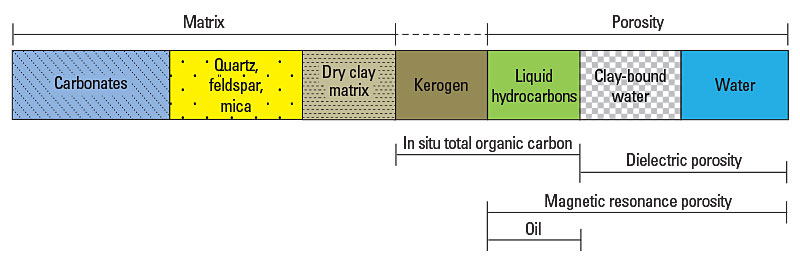 Matrix
Porosity
Carbonates
Quartz,
feldspar,
mica
Dry clay
matrix
Kerogen
Liquid
hydrocarbons
Clay-bound
water
Water
In situ total organic carbon
Dielectric porosity
Magnetic resonance porosity
Oil